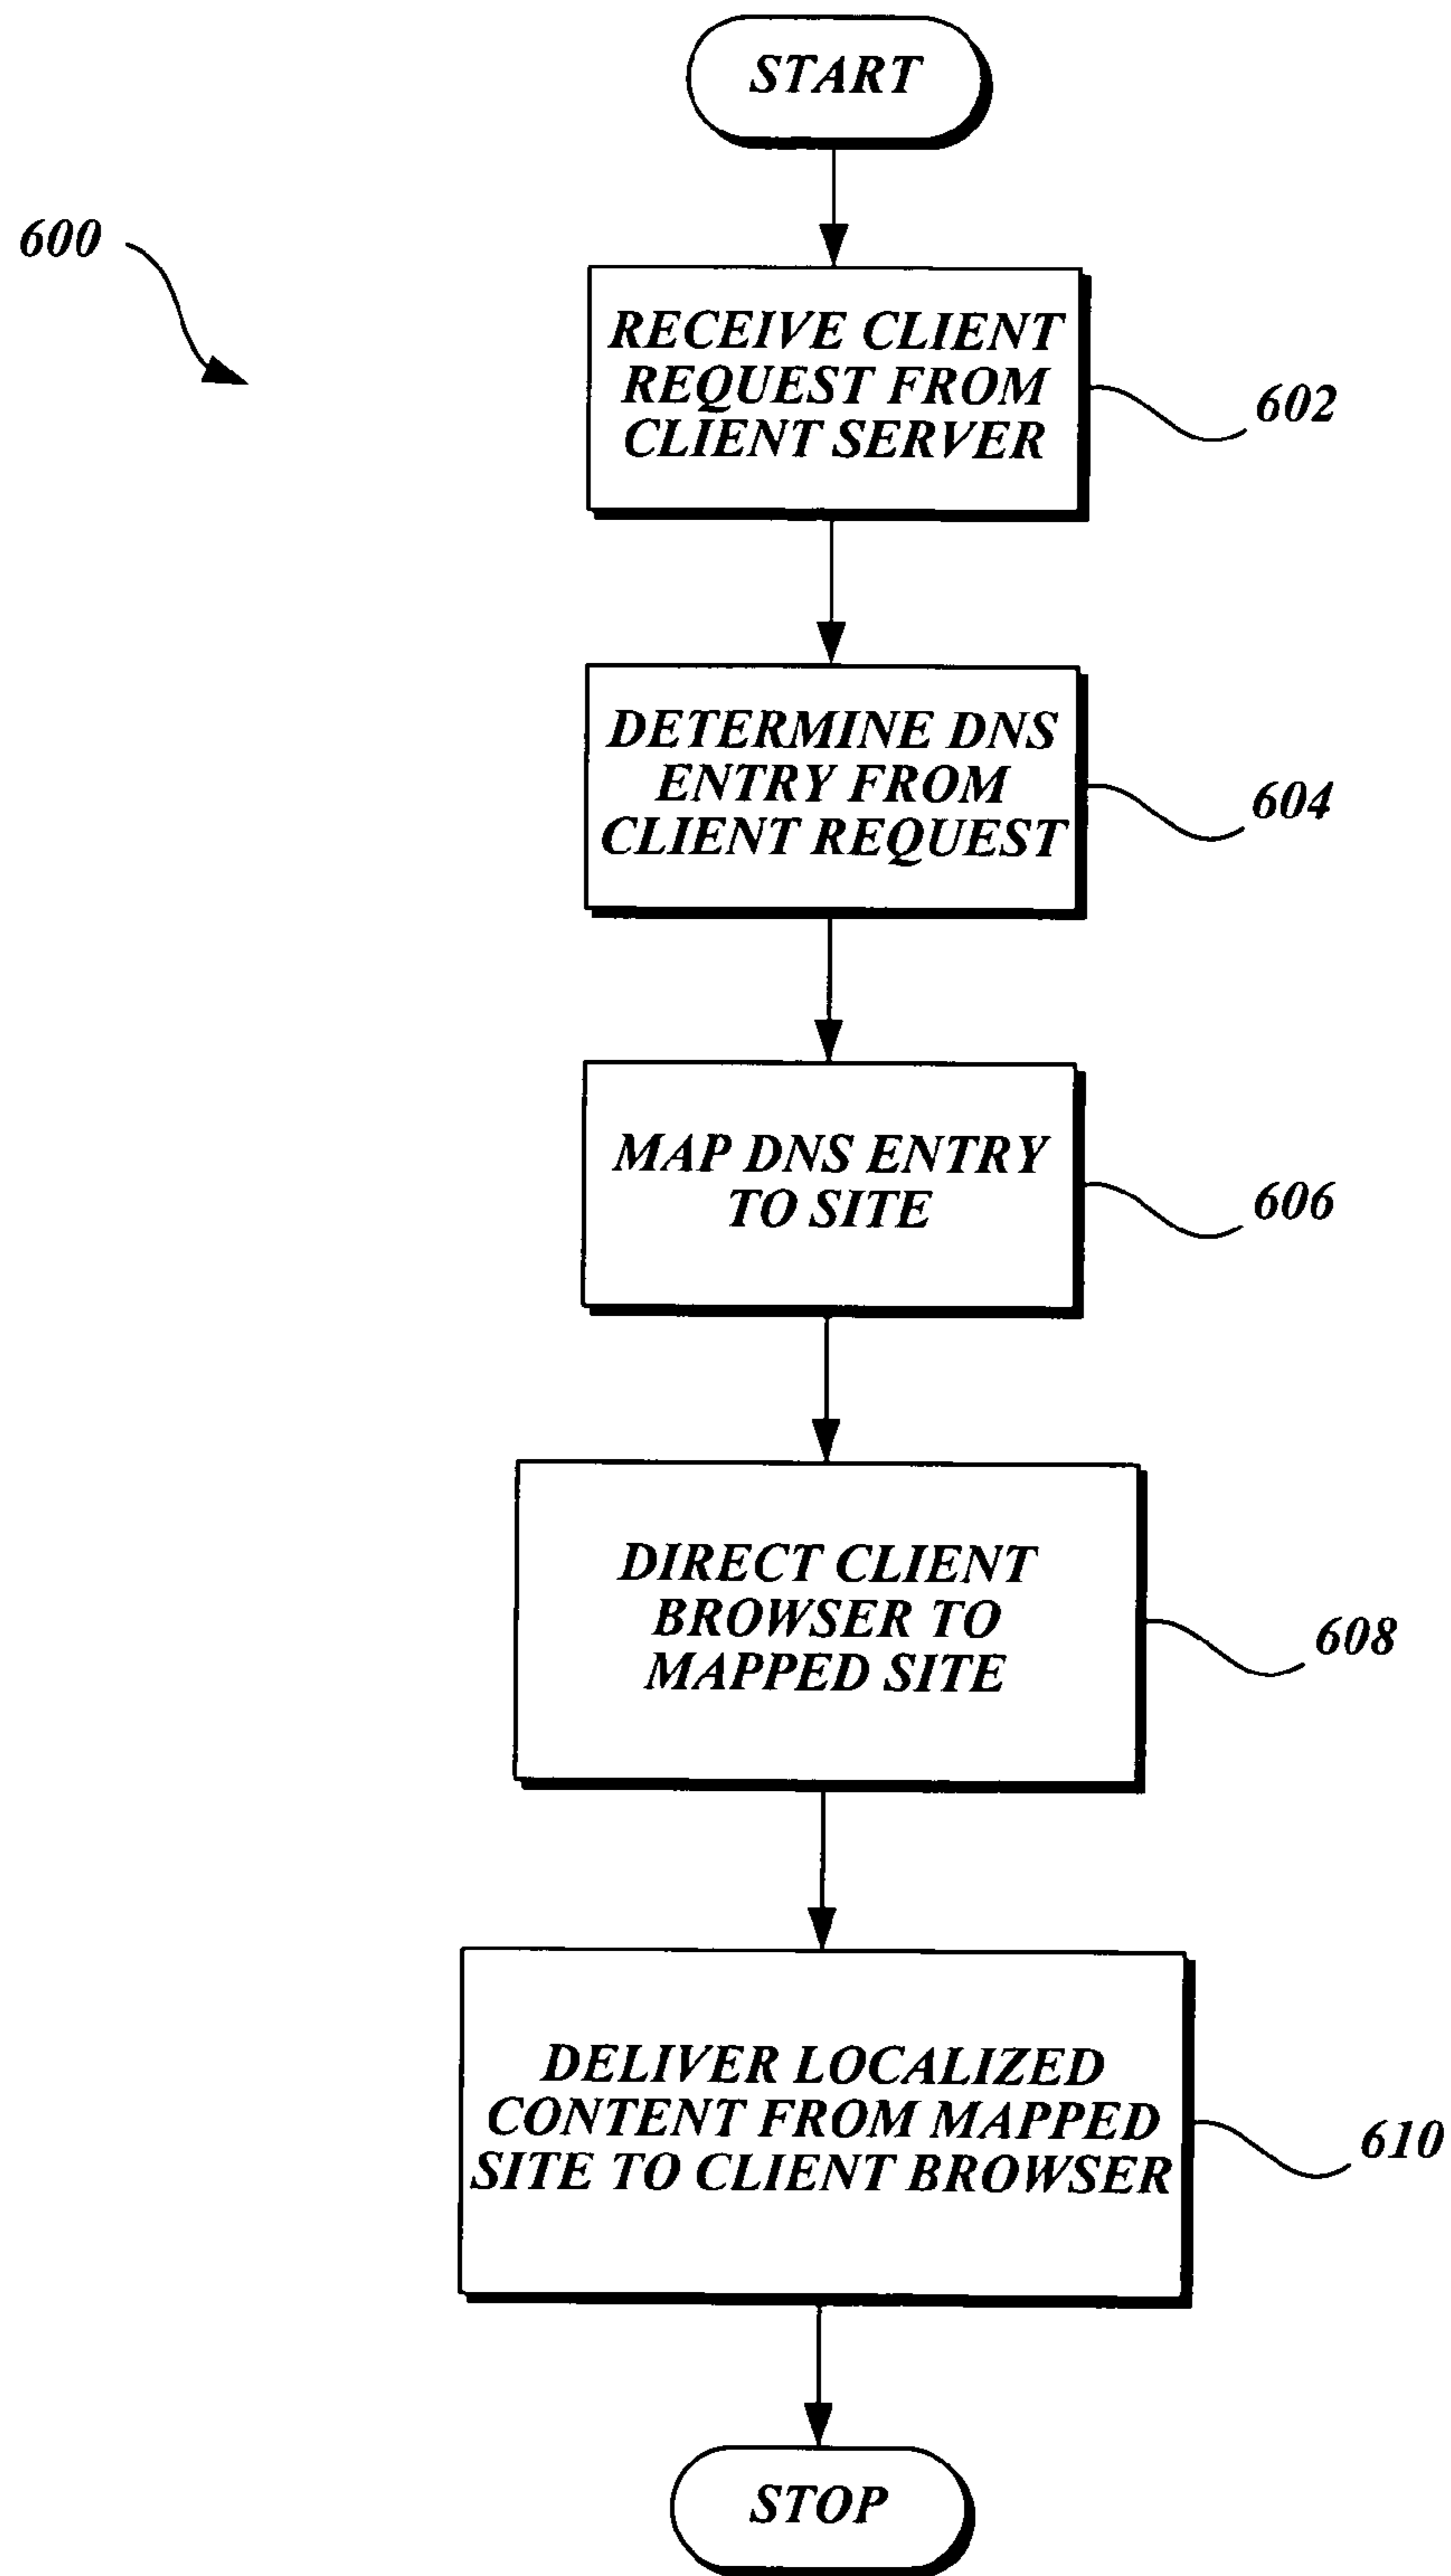 START
600
RECEIVE CLIENT
REQUEST FROM
CLIENT SERVER
602
DETERMINE DNS
ENTRY FROM
CLIENT REQUEST
604
MAP DNS ENTRY
TO SITE
606
DIRECT CLIENT
BROWSER TO
MAPPED SITE
608
DELIVER LOCALIZED
CONTENT FROM MAPPED
SITE TO CLIENT BROWSER
610
STOP